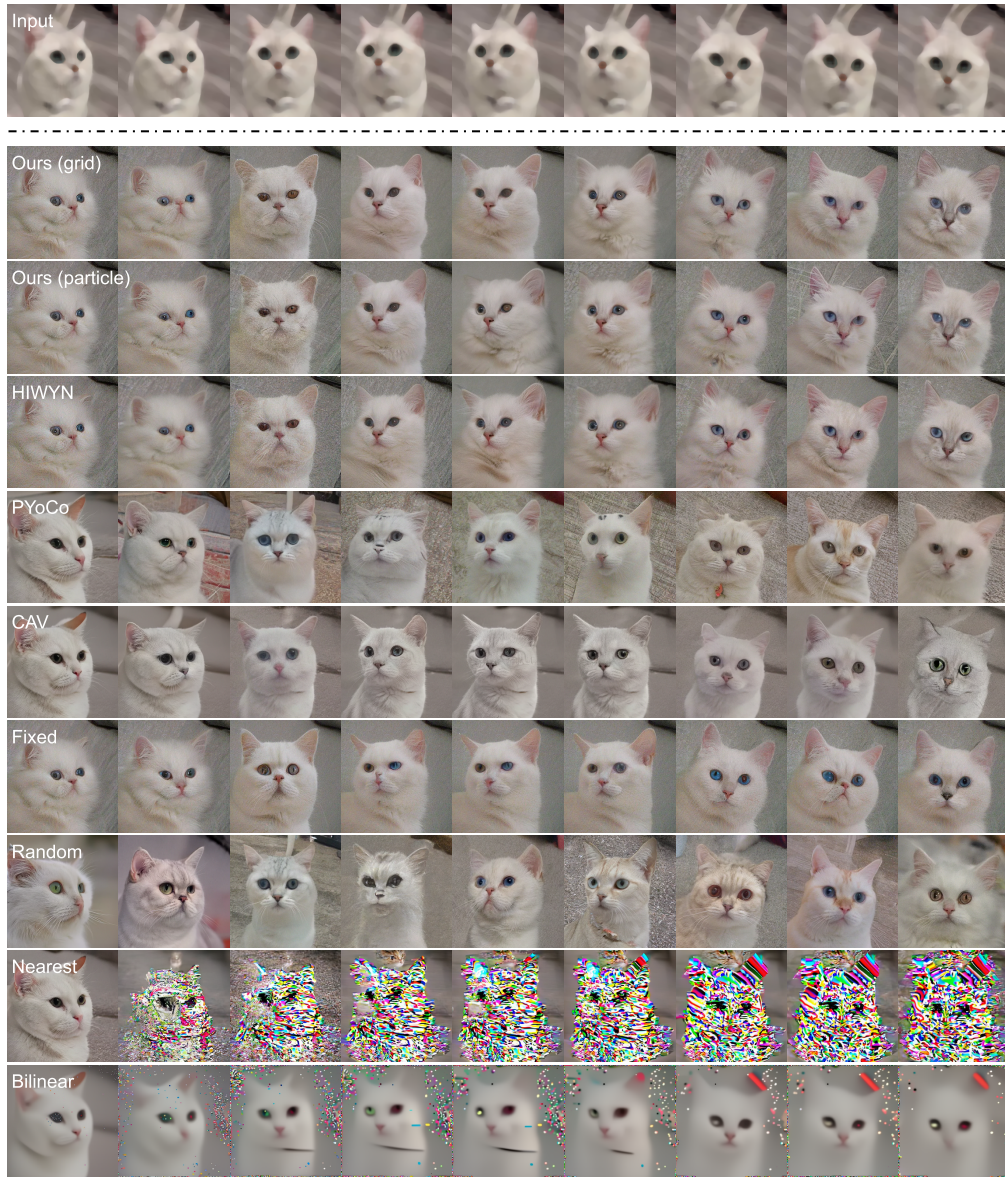 Input
Ours (grid)
Ours (particle)
HIWYN
PYoCo
CAV
Fixed
Random
Nearest
Bilinear